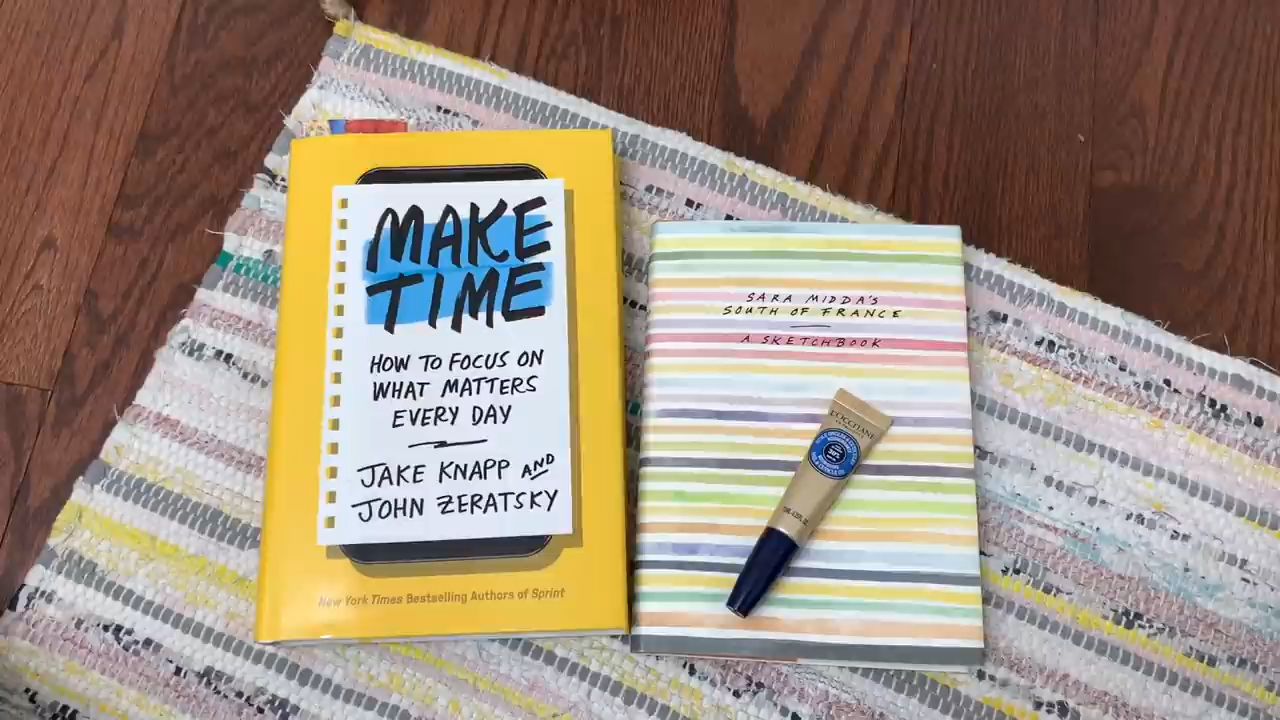 MAKE
TIME
HOW TO FOCUS ON
WHAT MATTERS
EVERY DAY
JAKE KNAPP AND
JOHN ZERATSKY
New York Times Bestselling Authors of Sprint
SARA MIDDA'S
SOUTH OF FRANCE
A SKETCHBOOK
L'OCCITANE